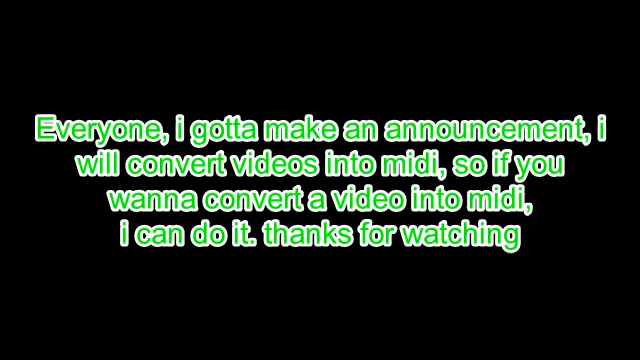 Everyone, i gotta make an announcement, i
will convert videos into midi, so if you
wanna convert a video into midi,
i can do it. thanks for watching